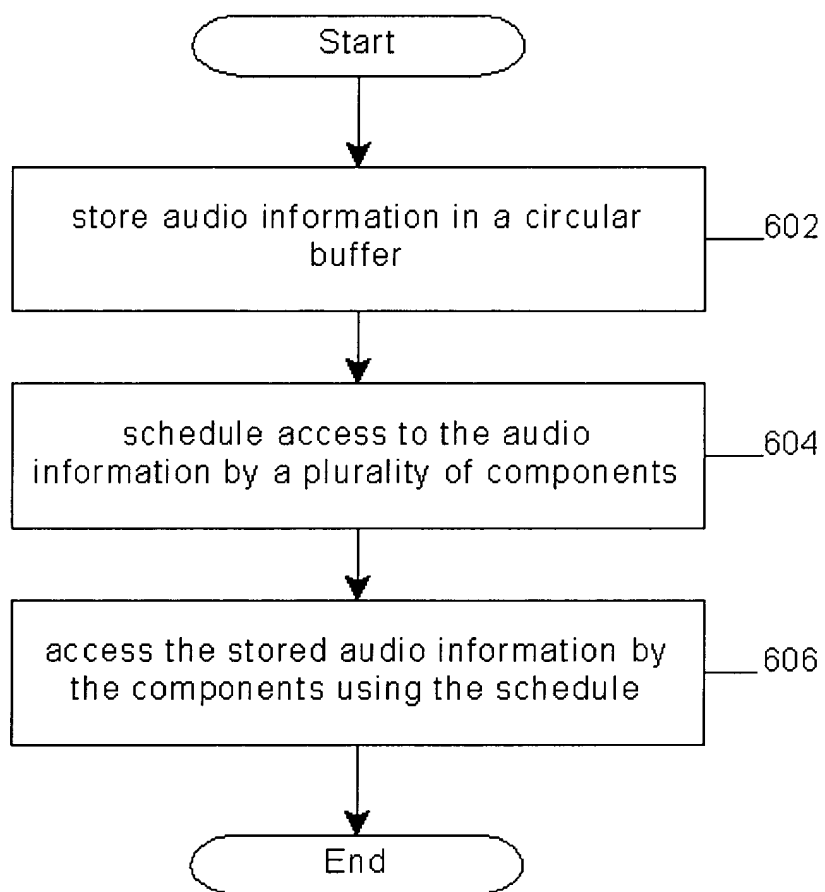 Start
store audio information in a circular
buffer
602
schedule access to the audio
information by a plurality of components
604
access the stored audio information by
the components using the schedule
606
End